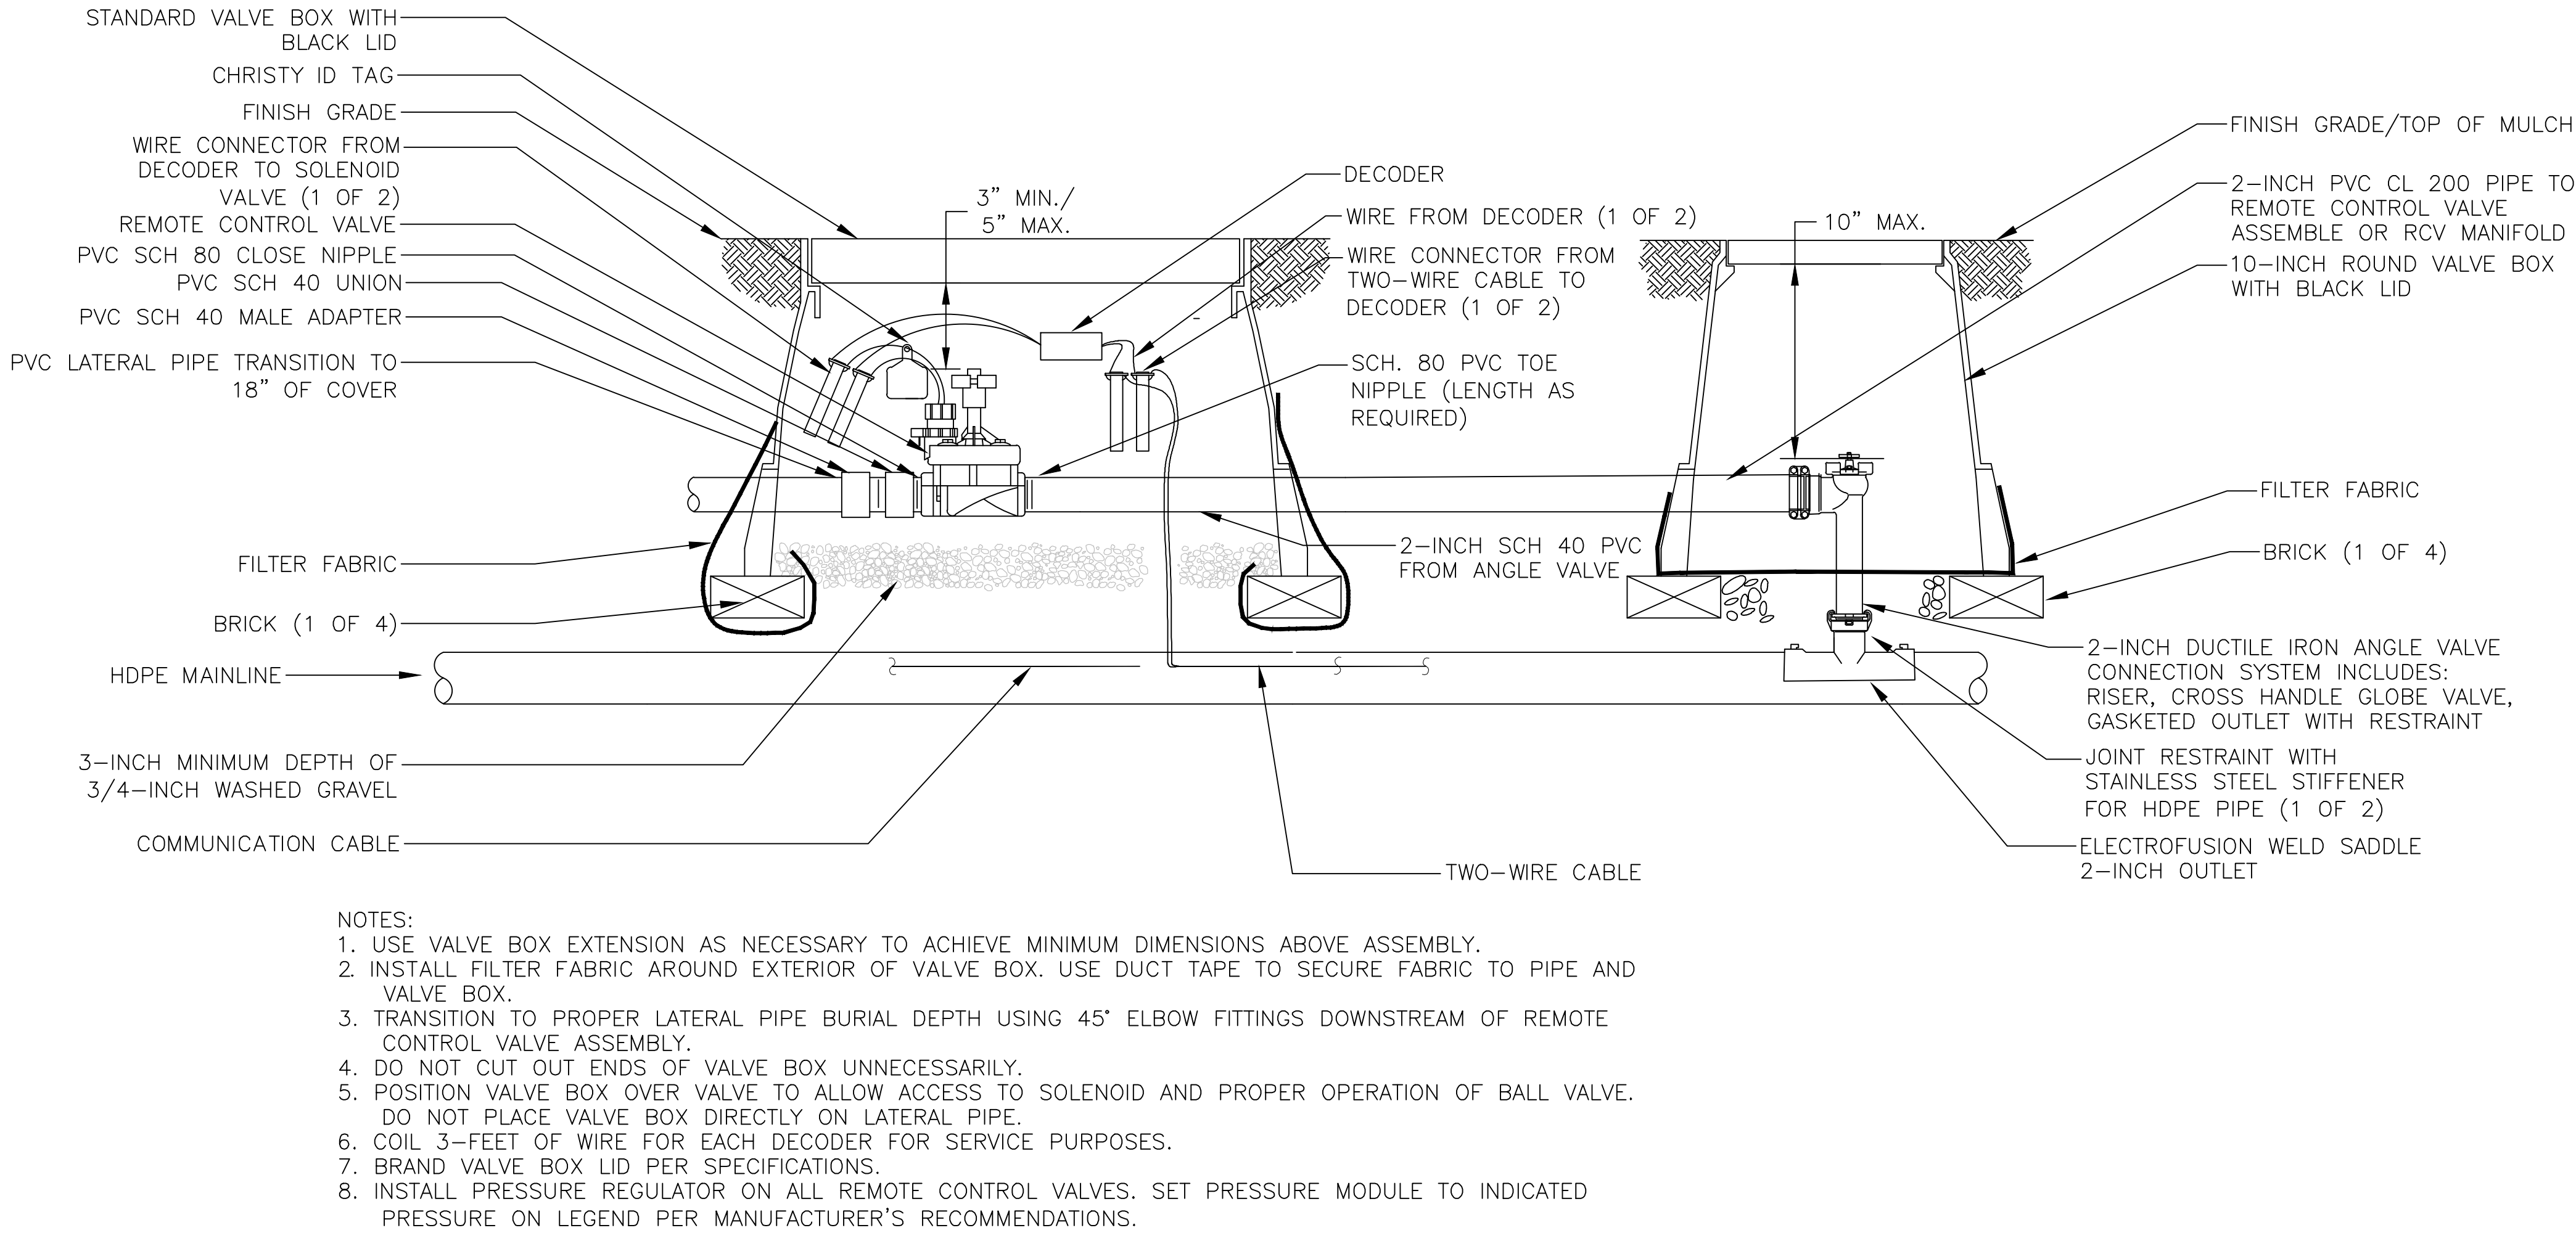 STANDARD VALVE BOX WITH
BLACK LID
CHRISTY ID TAG
FINISH GRADE
WIRE CONNECTOR FROM
DECODER TO SOLENOID
VALVE (1 OF 2)
REMOTE CONTROL VALVE
PVC SCH 80 CLOSE NIPPLE
PVC SCH 40 UNION
PVC SCH 40 MALE ADAPTER
PVC LATERAL PIPE TRANSITION TO
18" OF COVER
FILTER FABRIC
BRICK (1 OF 4)
HDPE MAINLINE
3-INCH MINIMUM DEPTH OF
3/4-INCH WASHED GRAVEL
COMMUNICATION CABLE
3" MIN./
5" MAX.
DECODER
WIRE FROM DECODER (1 OF 2)
WIRE CONNECTOR FROM
TWO-WIRE CABLE TO
DECODER (1 OF 2)
SCH. 80 PVC TOE
NIPPLE (LENGTH AS
REQUIRED)
2-INCH SCH 40 PVC
FROM ANGLE VALVE
TWO-WIRE CABLE
10" MAX.
FINISH GRADE/TOP OF MULCH
2-INCH PVC CL 200 PIPE TO
REMOTE CONTROL VALVE
ASSEMBLE OR RCV MANIFOLD
10-INCH ROUND VALVE BOX
WITH BLACK LID
FILTER FABRIC
BRICK (1 OF 4)
2-INCH DUCTILE IRON ANGLE VALVE
CONNECTION SYSTEM INCLUDES:
RISER, CROSS HANDLE GLOBE VALVE,
GASKETED OUTLET WITH RESTRAINT
JOINT RESTRAINT WITH
STAINLESS STEEL STIFFENER
FOR HDPE PIPE (1 OF 2)
ELECTROFUSION WELD SADDLE
2-INCH OUTLET
NOTES:
1. USE VALVE BOX EXTENSION AS NECESSARY TO ACHIEVE MINIMUM DIMENSIONS ABOVE ASSEMBLY.
2. INSTALL FILTER FABRIC AROUND EXTERIOR OF VALVE BOX. USE DUCT TAPE TO SECURE FABRIC TO PIPE AND
VALVE BOX.
3. TRANSITION TO PROPER LATERAL PIPE BURIAL DEPTH USING 45° ELBOW FITTINGS DOWNSTREAM OF REMOTE
CONTROL VALVE ASSEMBLY.
4. DO NOT CUT OUT ENDS OF VALVE BOX UNNECESSARILY.
5. POSITION VALVE BOX OVER VALVE TO ALLOW ACCESS TO SOLENOID AND PROPER OPERATION OF BALL VALVE.
DO NOT PLACE VALVE BOX DIRECTLY ON LATERAL PIPE.
6. COIL 3-FEET OF WIRE FOR EACH DECODER FOR SERVICE PURPOSES.
7. BRAND VALVE BOX LID PER SPECIFICATIONS.
8. INSTALL PRESSURE REGULATOR ON ALL REMOTE CONTROL VALVES. SET PRESSURE MODULE TO INDICATED
PRESSURE ON LEGEND PER MANUFACTURER'S RECOMMENDATIONS.